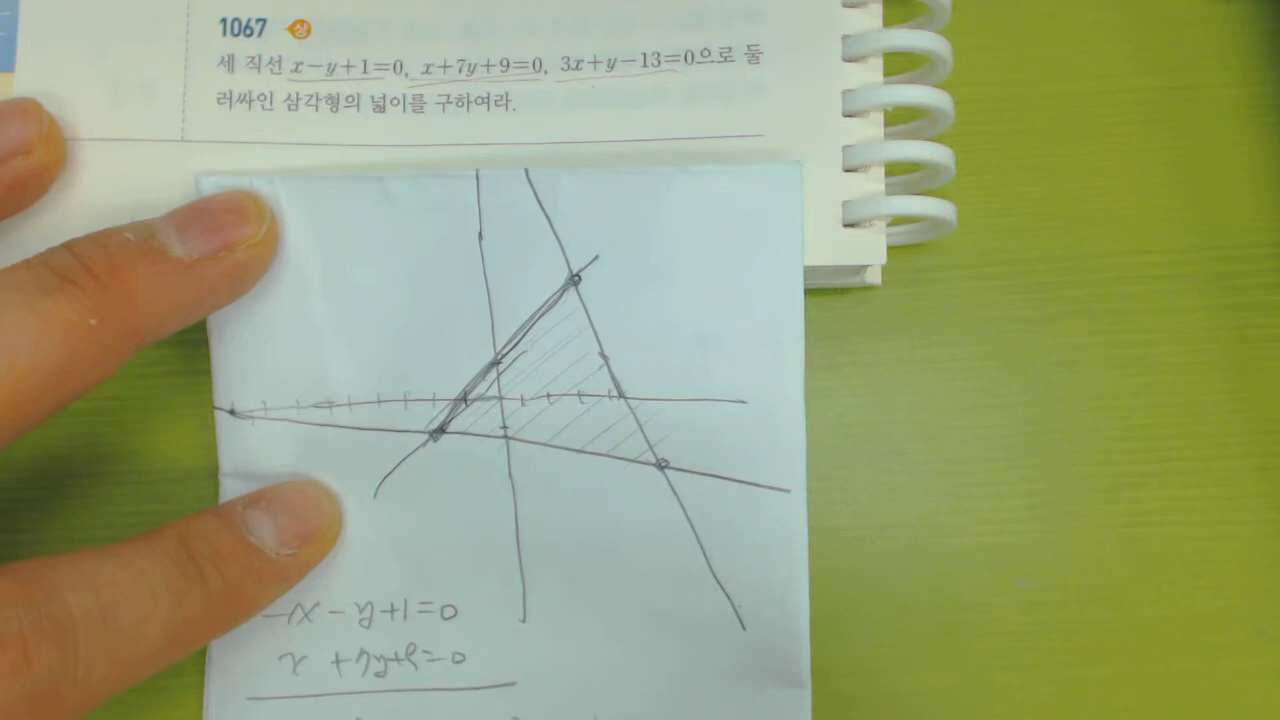 1067 상
세 직선 x-y+1=0, x+7y+9=0, 3x+y-13=0으로 둘
러싸인 삼각형의 넓이를 구하여라.
-x-y+1=0
x+7y+9=0